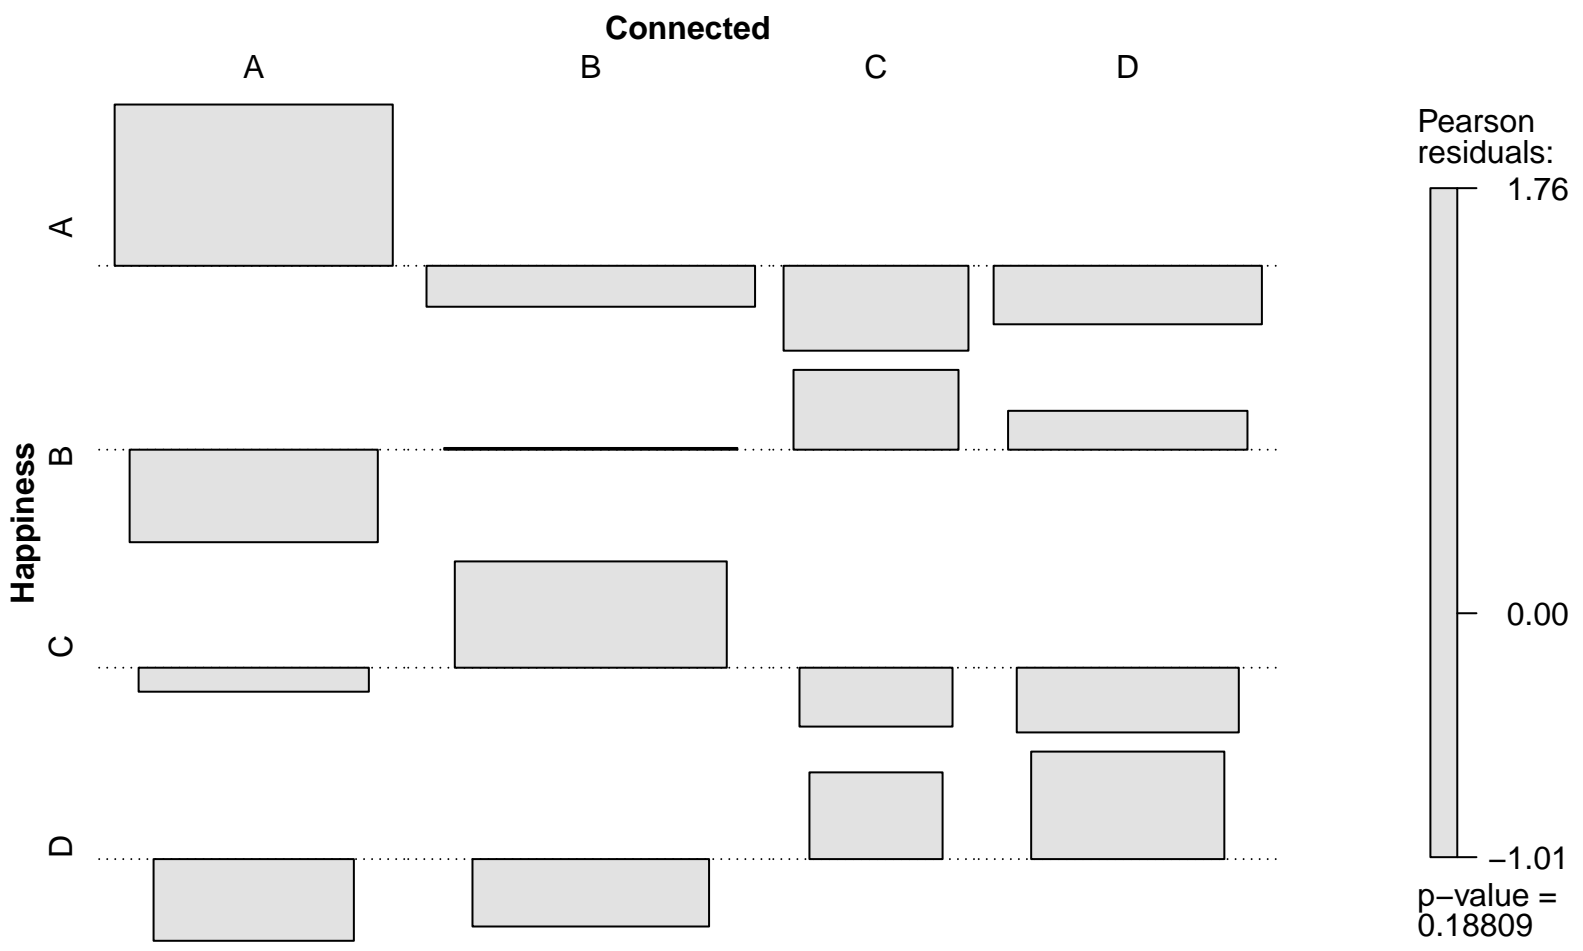 Connected
A B C D
Happiness
A
B
C
D
Pearson
residuals:
1.76
0.00
−1.01
p−value =
0.18809